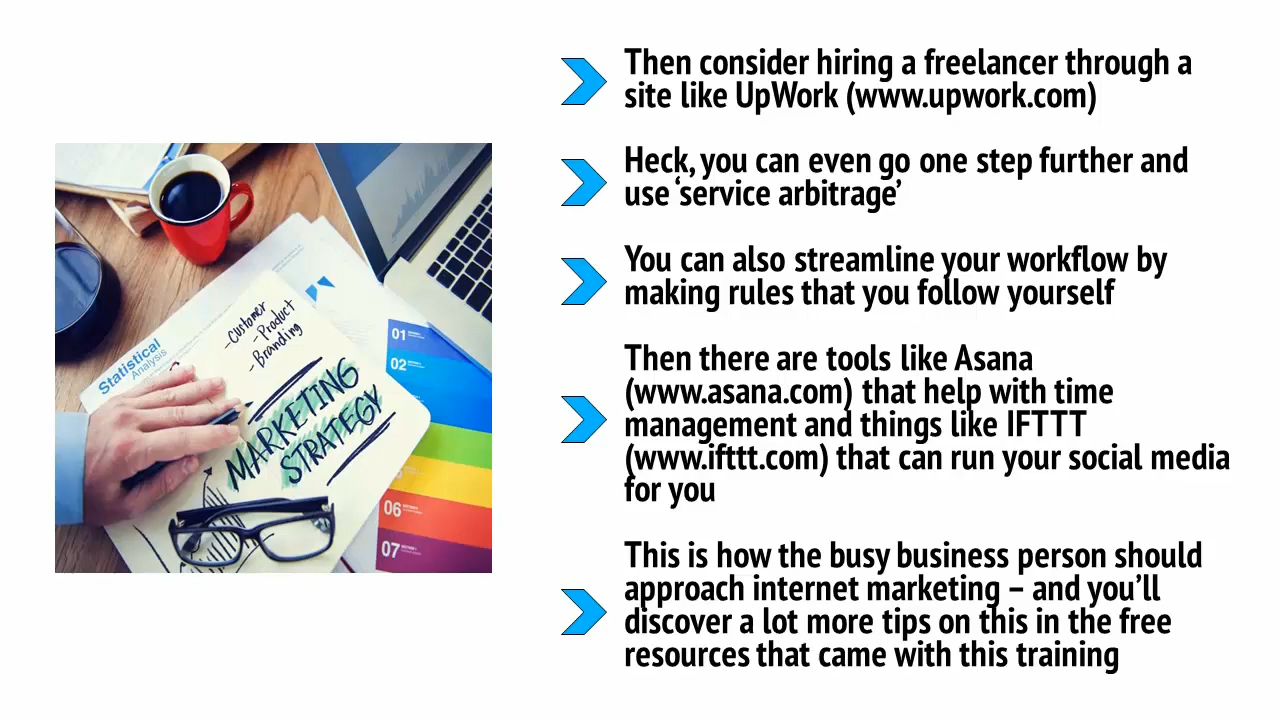 Then consider hiring a freelancer through a
site like UpWork (www.upwork.com)
Heck, you can even go one step further and
use ‘service arbitrage’
You can also streamline your workflow by
making rules that you follow yourself
Then there are tools like Asana
(www.asana.com) that help with time
management and things like IFTTT
(www.ifttt.com) that can run your social media
for you
This is how the busy business person should
approach internet marketing – and you’ll
discover a lot more tips on this in the free
resources that came with this training
-Customer
-Product
-Branding
Statistical
Analysis
MARKETING
STRATEGY
01
02
06
07